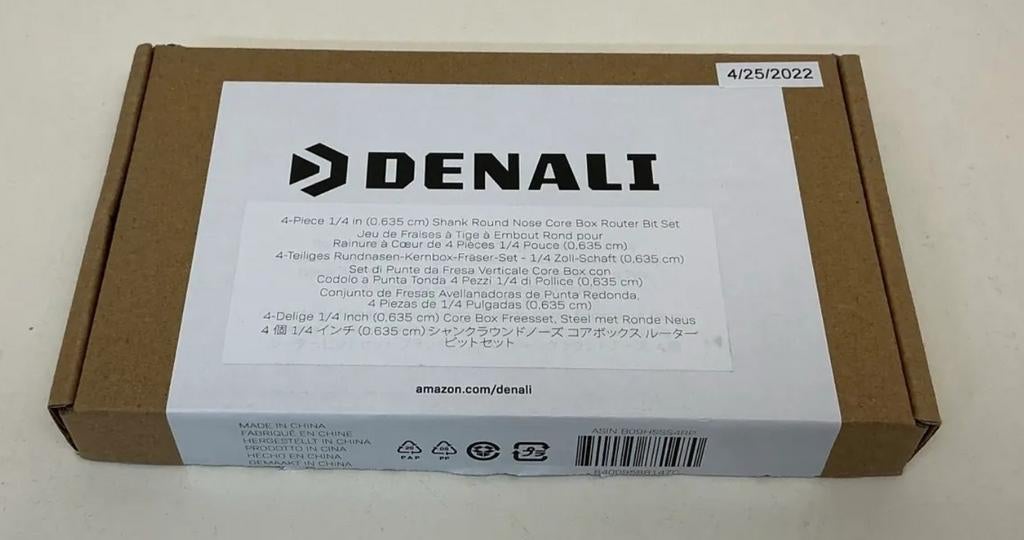 4/25/2022
DENALI
4-Piece 1/4 in (0.635 cm) Shank Round Nose Core Box Router Bit Set
Jeu de Fraises à Tige à Embout Rond pour
Rainure à Cœur de 4 Pièces 1/4 Pouce (0,635 cm)
4-Teiliges Rundnasen-Kernbox-Fräser-Set - 1/4 Zoll-Schaft (0,635 cm)
Set di Punte da Fresa Verticale Core Box con
Codolo a Punta Tonda 4 Pezzi 1/4 di Pollice (0,635 cm)
Conjunto de Fresas Avellanadoras de Punta Redonda,
4 Piezas de 1/4 Pulgadas (0,635 cm)
4-Delige 1/4 Inch (0,635 cm) Core Box Freesset, Steel met Ronde Neus
4 個 1/4 インチ (0.635 cm) シャンクラウンドノーズ コアボックス ルーター
ビットセット
amazon.com/denali
MADE IN CHINA
FABRIQUÉ EN CHINE
HERGESTELLT IN CHINA
PRODOTTO IN CINA
HECHO EN CHINA
GEMAAKT IN CHINA
PAP
PP
ASIN